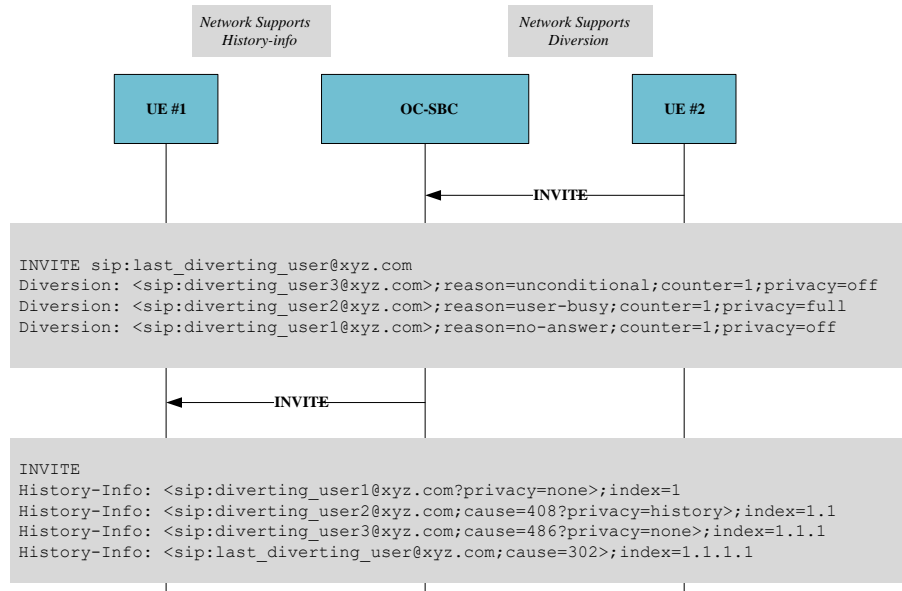 Network Supports
History-info
Network Supports
Diversion
UE #1
OC-SBC
UE #2
INVITE
INVITE sip:last_diverting_user@xyz.com
Diversion: <sip:diverting_user3@xyz.com>;reason=unconditional;counter=1;privacy=off
Diversion: <sip:diverting_user2@xyz.com>;reason=user-busy;counter=1;privacy=full
Diversion: <sip:diverting_user1@xyz.com>;reason=no-answer;counter=1;privacy=off
INVITE
INVITE
History-Info: <sip:diverting_user1@xyz.com?privacy=none>;index=1
History-Info: <sip:diverting_user2@xyz.com;cause=408?privacy=history>;index=1.1
History-Info: <sip:diverting_user3@xyz.com;cause=486?privacy=none>;index=1.1.1
History-Info: <sip:last_diverting_user@xyz.com;cause=302>;index=1.1.1.1